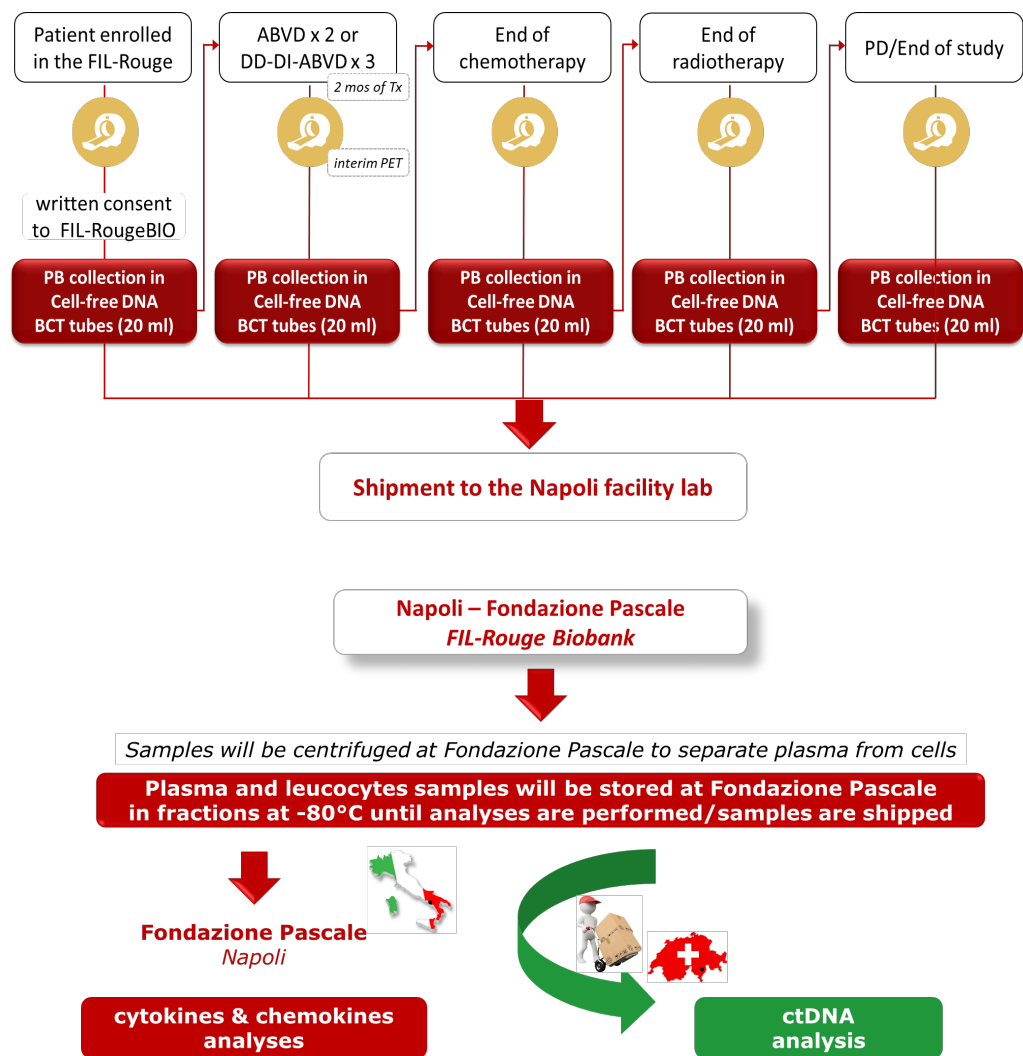 Patient enrolled
in the FIL-Rouge
ABVD x 2 or
DD-DI-ABVD x 3
End of
chemotherapy
End of
radiotherapy
PD/End of study
2 mos of Tx
interim PET
written consent
to FIL-RougeBIO
PB collection in
Cell-free DNA
BCT tubes (20 ml)
PB collection in
Cell-free DNA
BCT tubes (20 ml)
PB collection in
Cell-free DNA
BCT tubes (20 ml)
PB collection in
Cell-free DNA
BCT tubes (20 ml)
PB collection in
Cell-free DNA
BCT tubes (20 ml)
Shipment to the Napoli facility lab
Napoli – Fondazione Pascale
FIL-Rouge Biobank
Samples will be centrifuged at Fondazione Pascale to separate plasma from cells
Plasma and leucocytes samples will be stored at Fondazione Pascale
in fractions at -80°C until analyses are performed/samples are shipped
Fondazione Pascale
Napoli
cytokines & chemokines
analyses
ctDNA
analysis